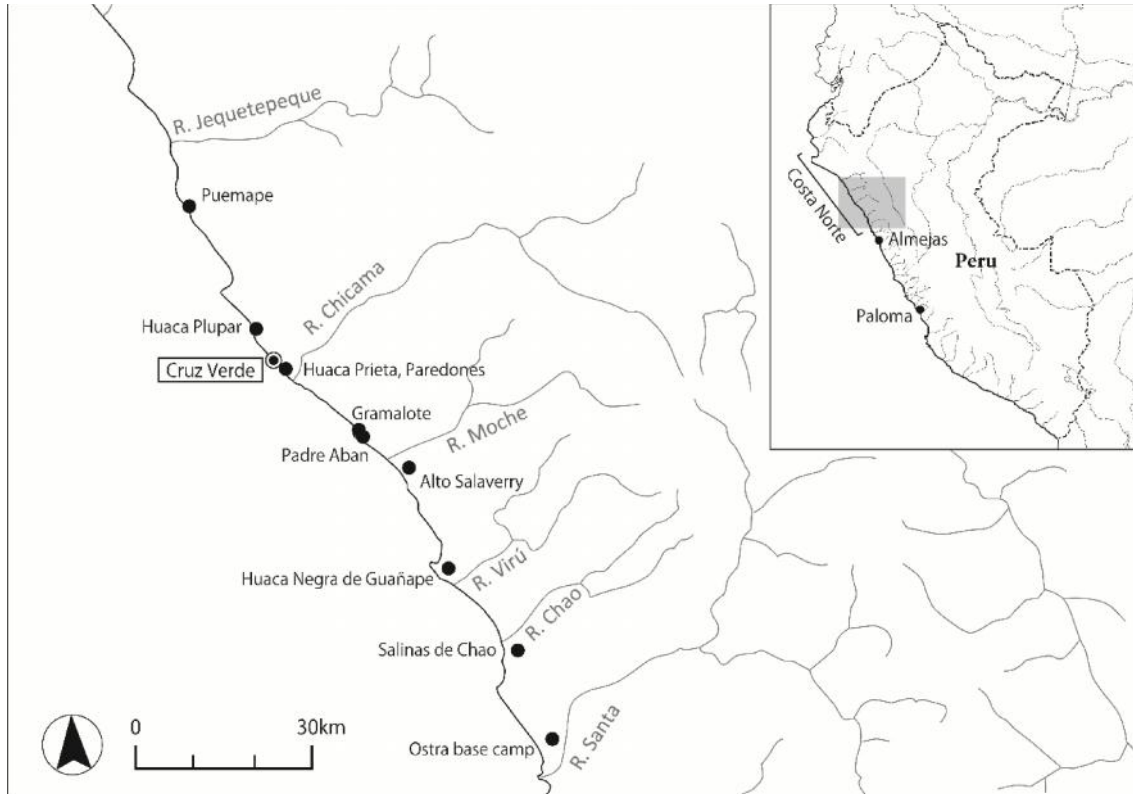 R. Jequetepeque
Puemape
R. Chicama
Huaca Plupar
Cruz Verde
Huaca Prieta, Paredones
Gramalote
R. Moche
Padre Aban
Alto Salaverry
Huaca Negra de Guañape
R. Virú
R. Chao
Salinas de Chao
Ostra base camp
R. Santa
0 30km
Costa Norte
Almejas
Peru
Paloma